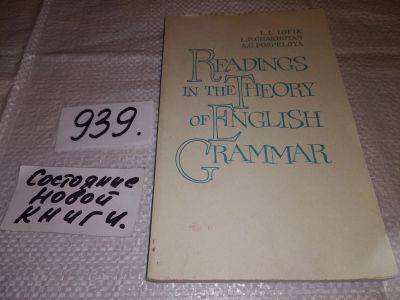 L. L. IOFIK
L. P. CHAKHOYAN
A. G. POSPELOVA
READINGS
IN THE THEORY
OF ENGLISH
GRAMMAR
939.
Состояние
новой
книги.